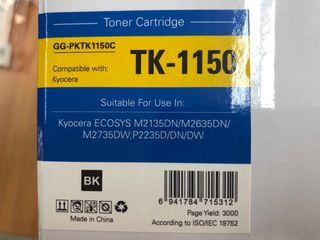 Toner Cartridge
GG-PKTK1150C
Compatible with:
Kyocera
TK-1150
Suitable For Use In:
Kyocera ECOSYS M2135DN/M2635DN/
M2735DW;P2235D/DN/DW
BK
Made in China
6 941784 715312
Page Yield: 3000
According to ISO/IEC 19752